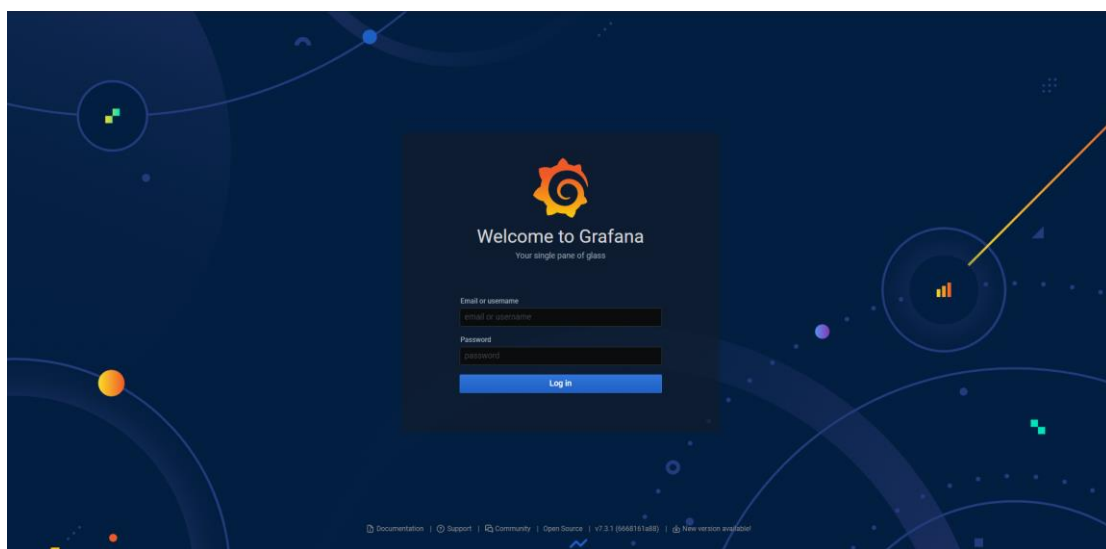 Welcome to Grafana
Your single pane of glass
Email or username
email or username
Password
password
Log in
Documentation | Support | Community | Open Source | v7.3.1 (6668161a88) | New version available!